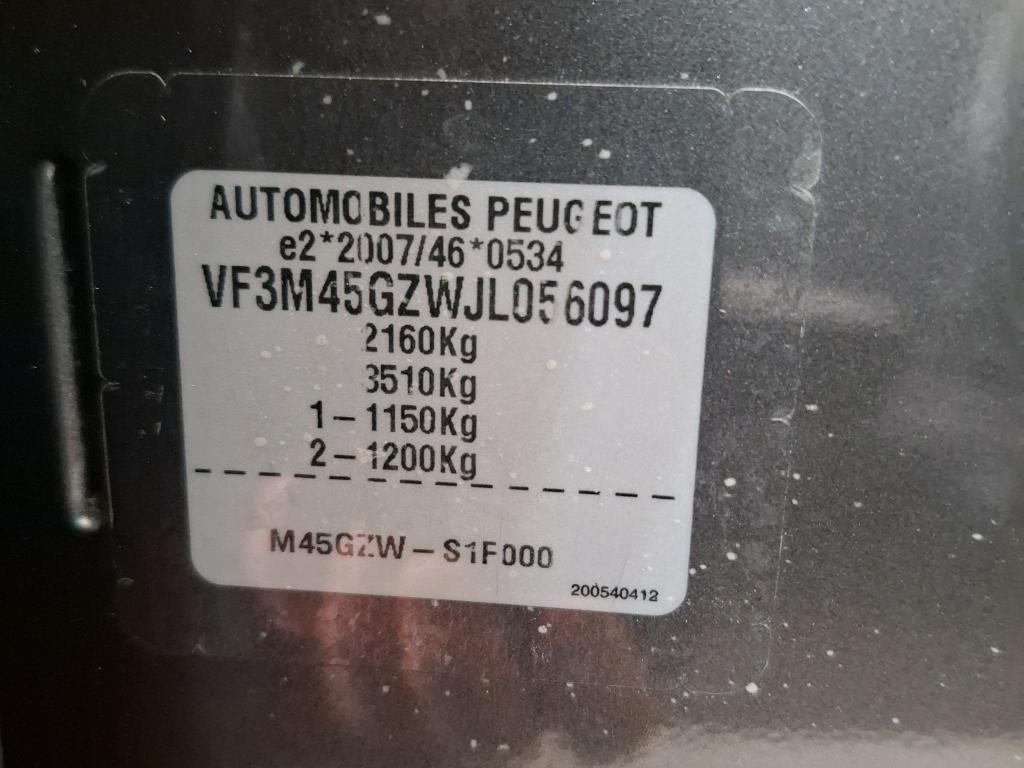 AUTOMOBILES PEUGEOT
e2*2007/46*0534
VF3M45GZWJL056097
2160Kg
3510Kg
1-1150Kg
2-1200Kg
M45GZW-S1F000
200540412